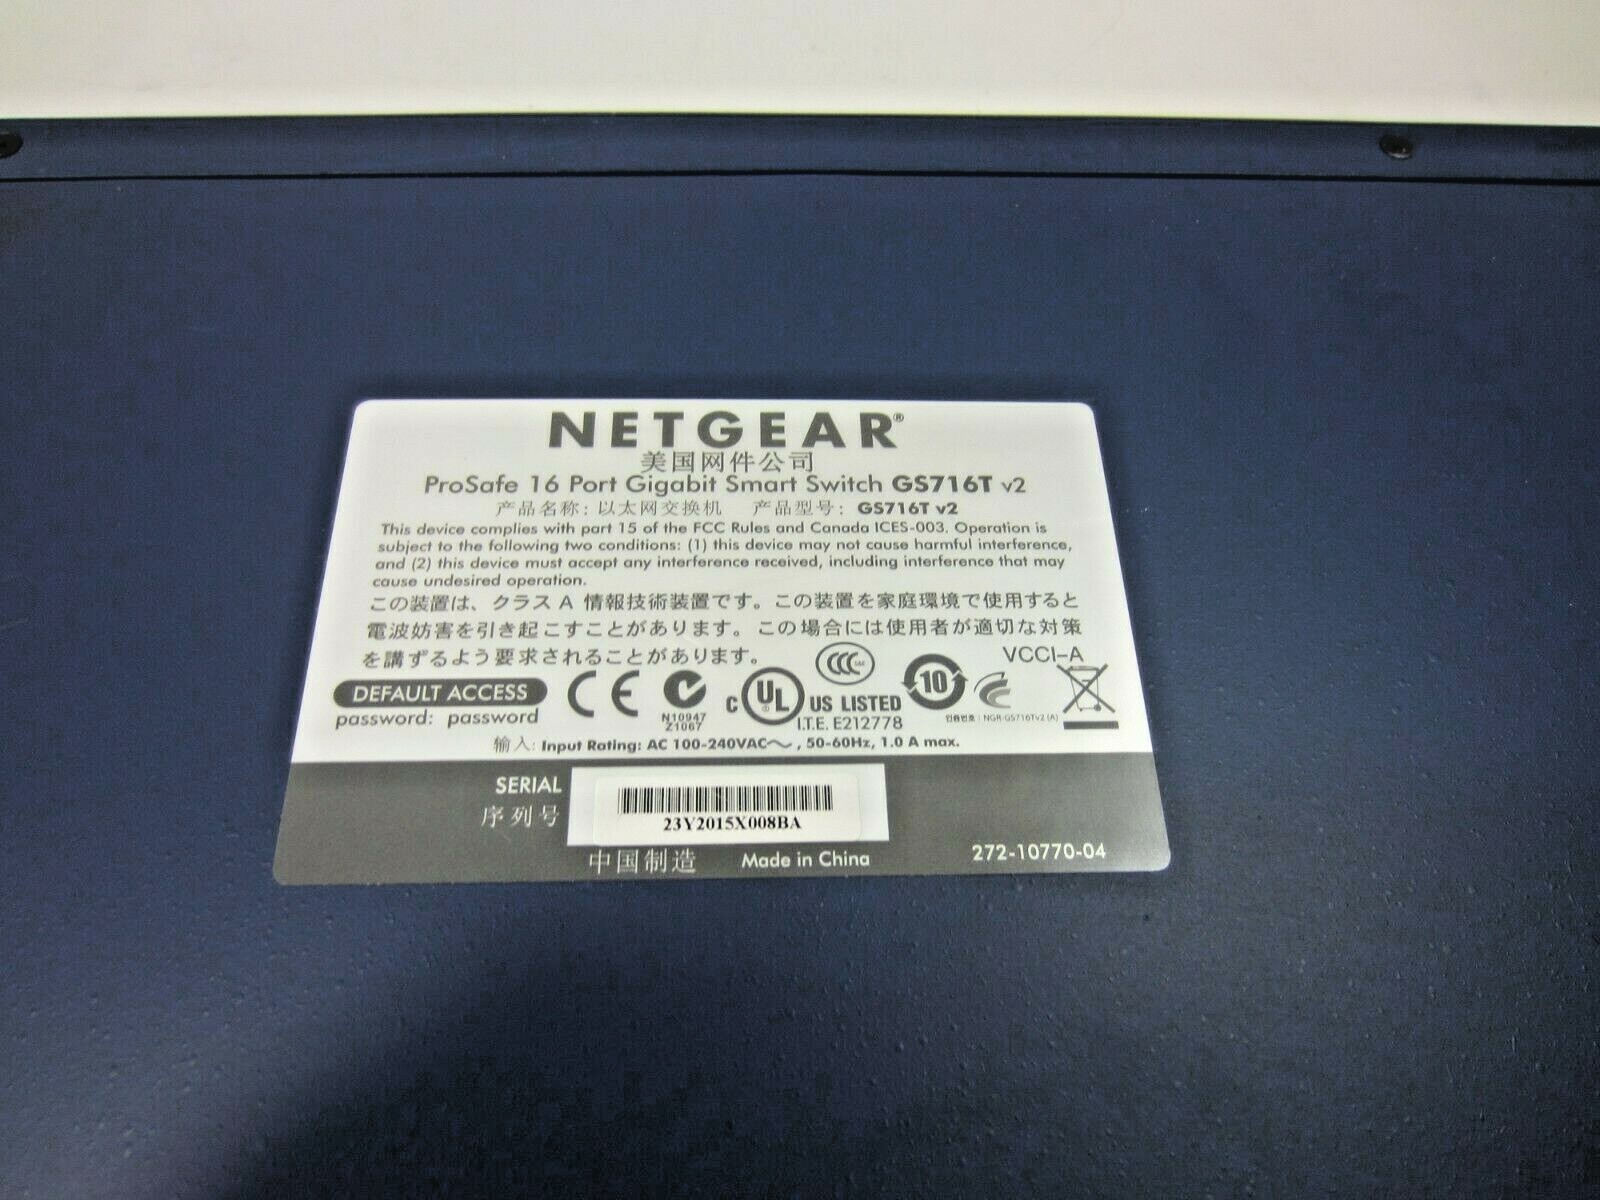 NETGEAR®
美国网件公司
ProSafe 16 Port Gigabit Smart Switch GS716T v2
产品名称: 以太网交换机 产品型号: GS716T v2
This device complies with part 15 of the FCC Rules and Canada ICES-003. Operation is
subject to the following two conditions: (1) this device may not cause harmful interference,
and (2) this device must accept any interference received, including interference that may
cause undesired operation.
この装置は、クラス A 情報技術装置です。この装置を家庭環境で使用すると
電波妨害を引き起こすことがあります。この場合には使用者が適切な対策
を講ずるよう要求されることがあります。 VCCI-A
DEFAULT ACCESS
password: password
CE
N10947
Z1067
C UL® US LISTED
I.T.E. E212778
CCC S&E
10
인증번호 : NGR-GS716Tv2 (A)
输入: Input Rating: AC 100-240VAC～, 50-60Hz, 1.0 A max.
SERIAL
序列号
23Y2015X008BA
中国制造 Made in China
272-10770-04